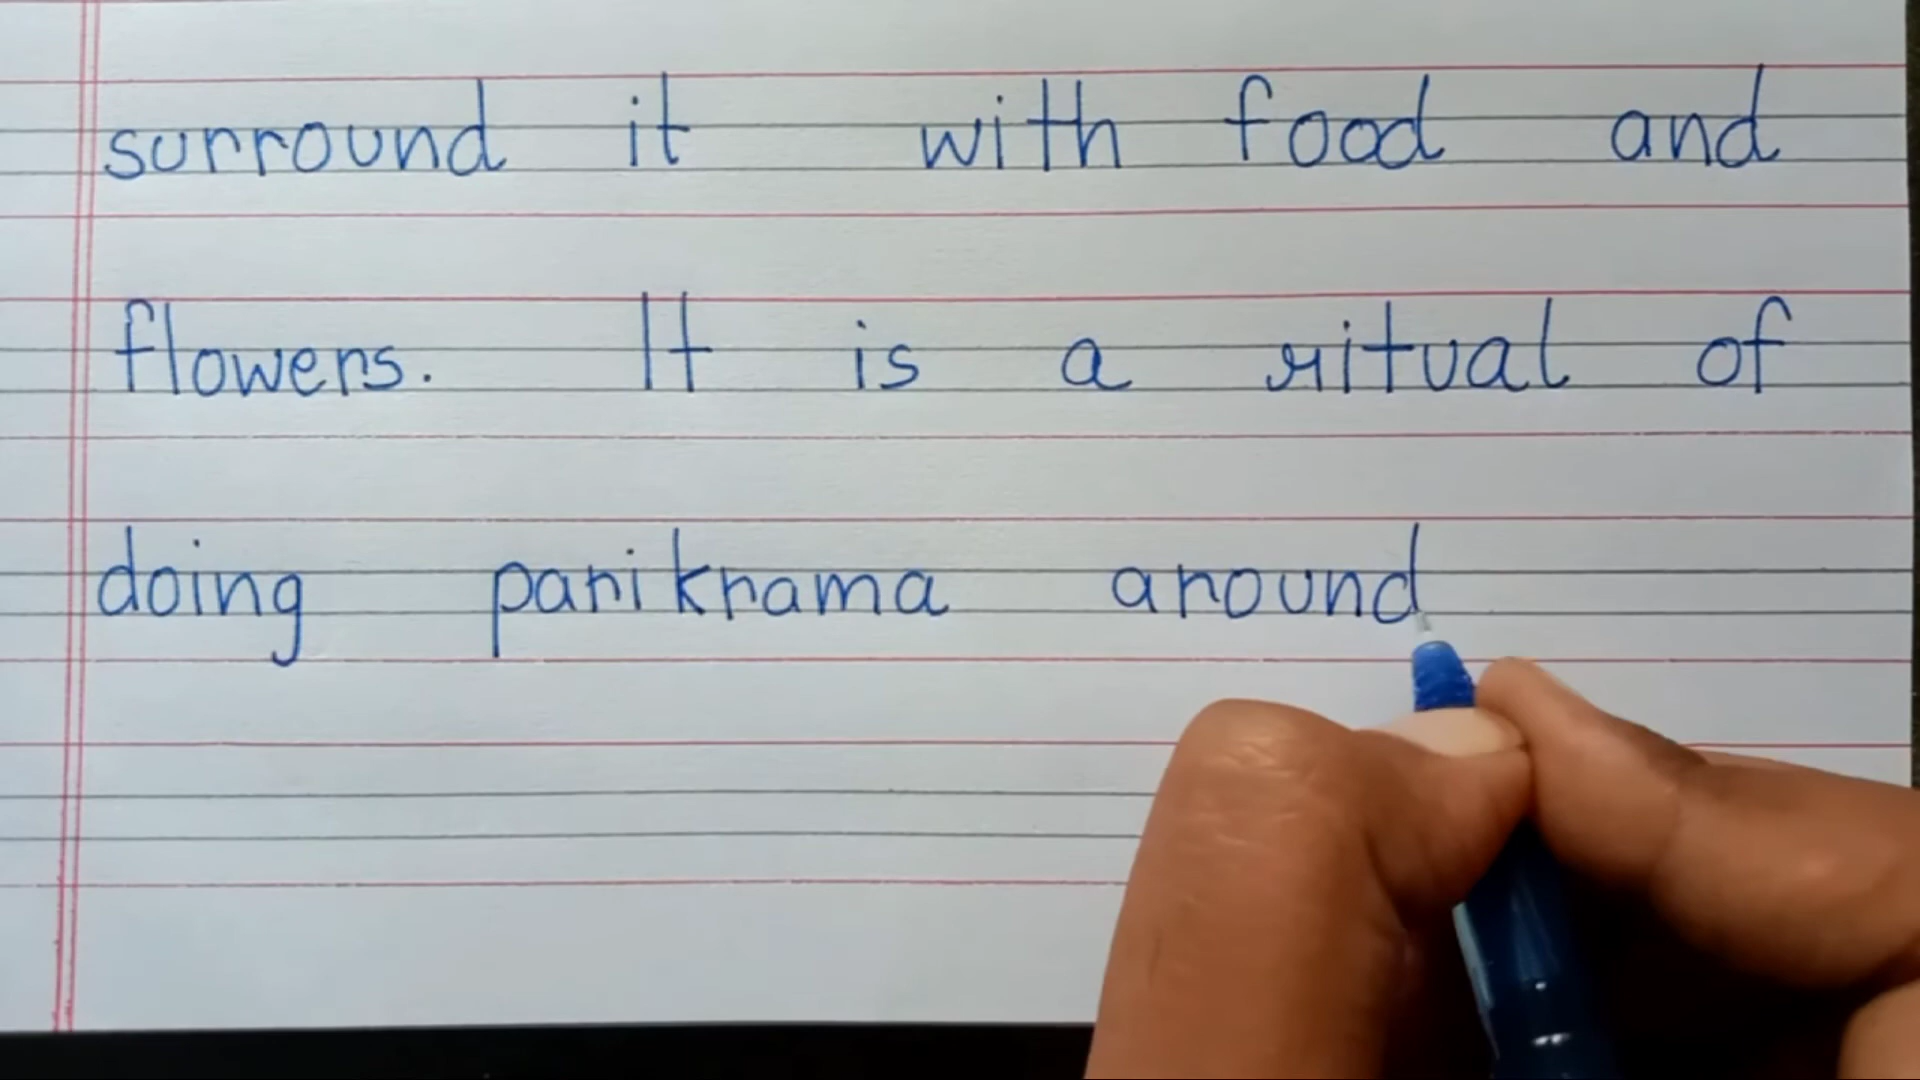 surround it with food and
flowers. It is a ritual of
doing parikrama around